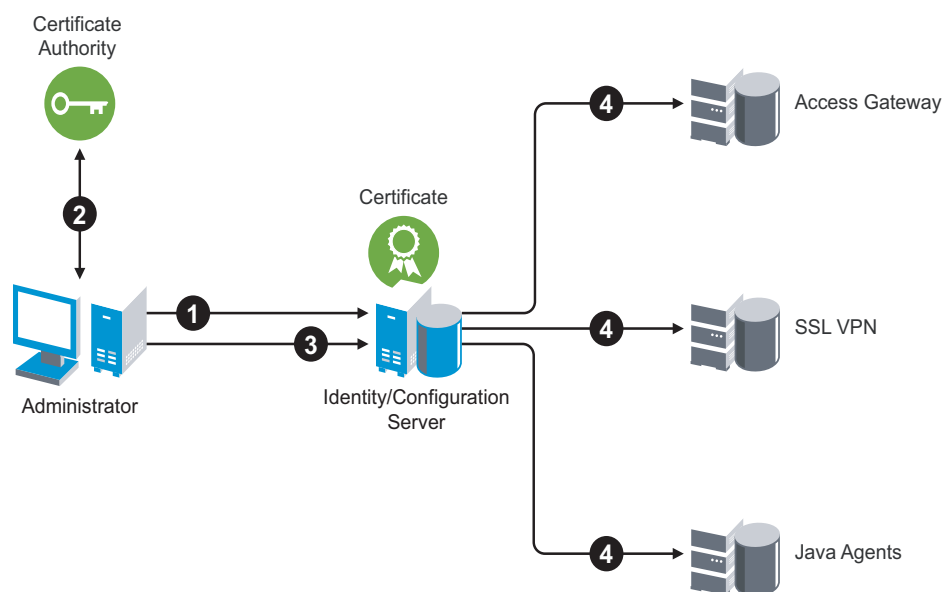 Certificate
Authority
4
Access Gateway
Certificate
2
1
4
SSL VPN
3
Administrator
Identity/Configuration
Server
4
Java Agents